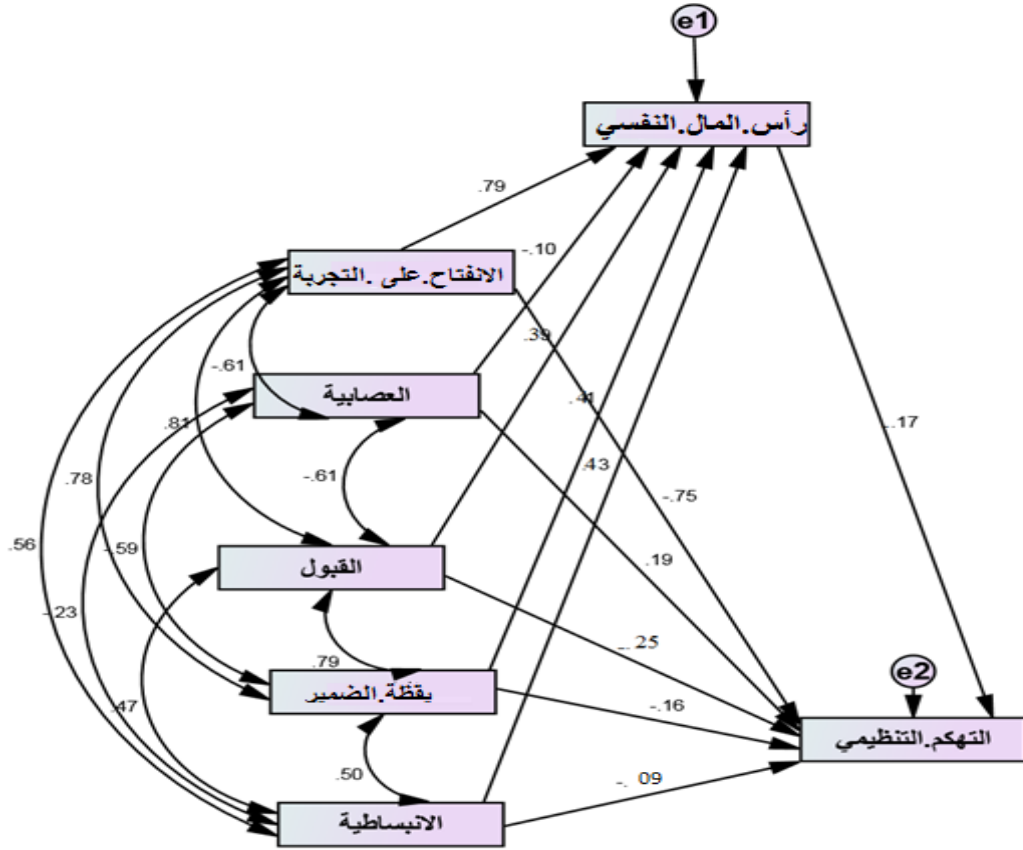 e1
رأس.المال.النفسي
.79
الانفتاح.على .التجربة
-.10
.39
-.61
العصابية
.41
.81
-.17
.43
.78
-.61
-.75
.56
-.59
القبول
.19
-.23
-. 25
.79
e2
يقظة.الضمير
.47
-.16
التهكم.التنظيمي
.50
-. 09
الانبساطية